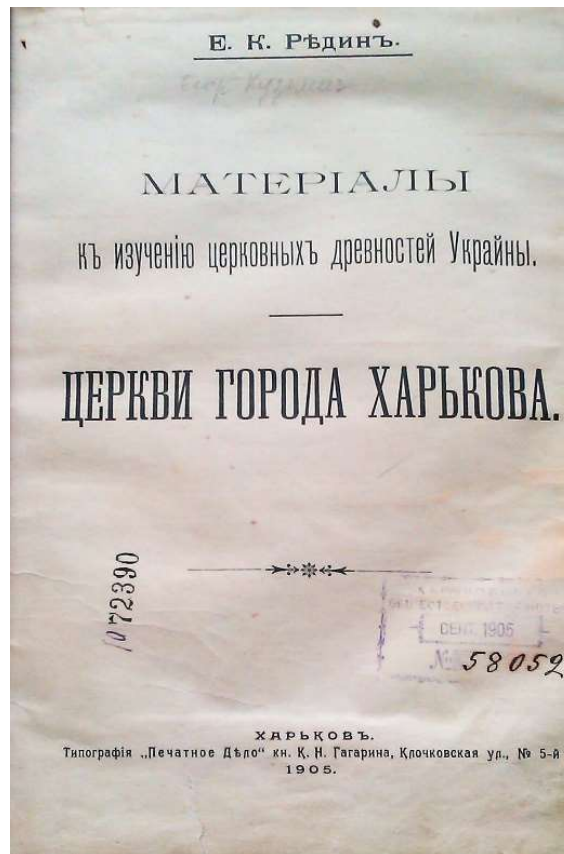 Е. К. Рѣдинъ.
МАТЕРІАЛЫ
къ изученію церковныхъ древностей Украйны.
ЦЕРКВИ ГОРОДА ХАРЬКОВА.
1072390
СЕНТ. 1905
№ 58052
ХАРЬКОВЪ.
Типографія „Печатное Дѣло“ кн. К. Н. Гагарина, Клочковская ул., № 5-й
1905.